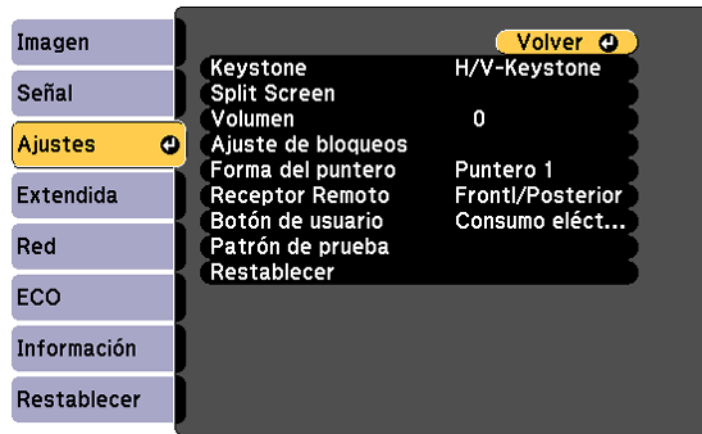 Imagen
Señal
Ajustes
Extendida
Red
ECO
Información
Restablecer
Volver
Keystone H/V-Keystone
Split Screen
Volumen 0
Ajuste de bloqueos
Forma del puntero Puntero 1
Receptor Remoto Frontl/Posterior
Botón de usuario Consumo eléct...
Patrón de prueba
Restablecer